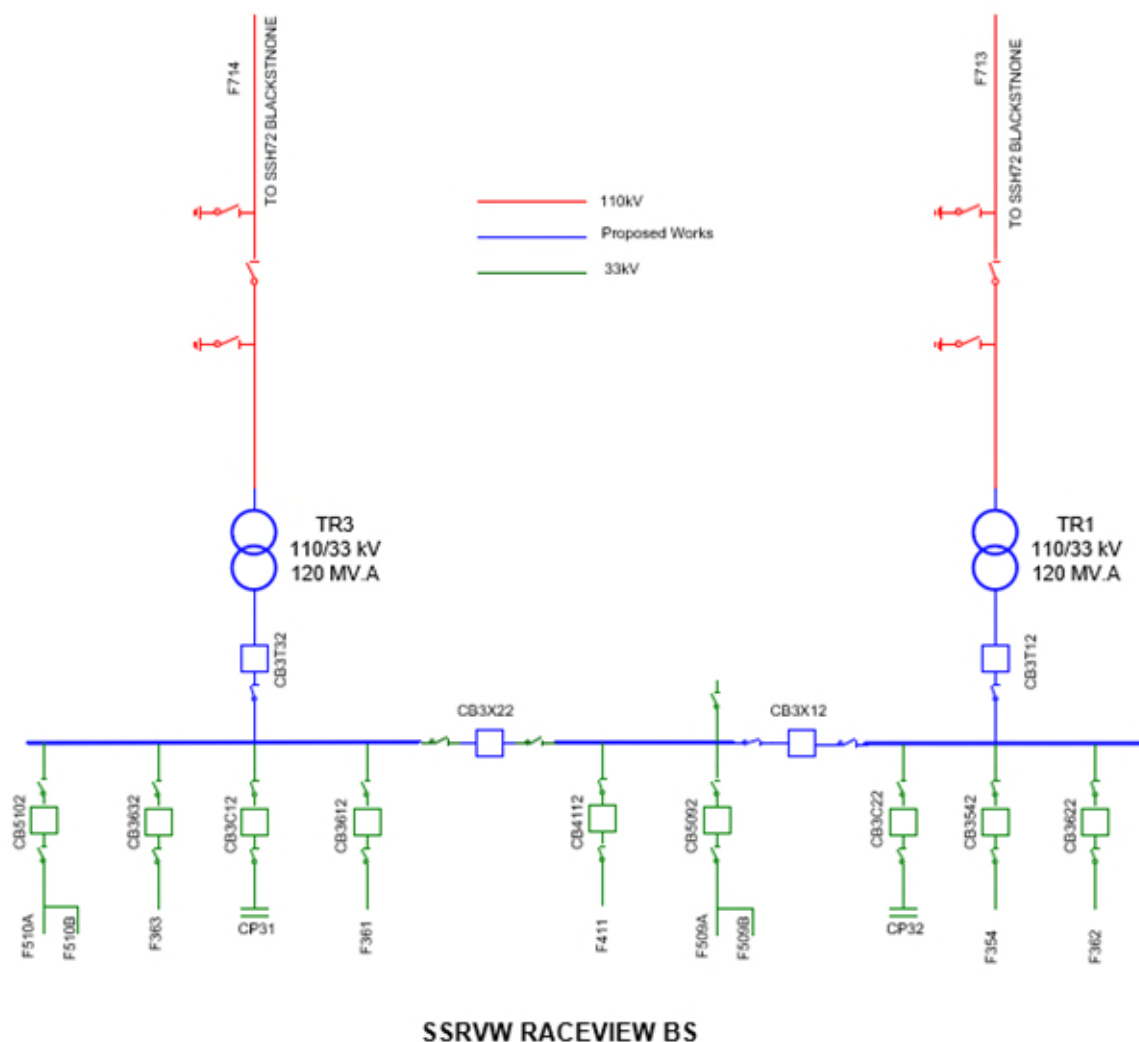 F714
TO SSH72 BLACKSTNONE
F713
TO SSH72 BLACKSTNONE
110kV
Proposed Works
33kV
TR3
110/33 kV
120 MV.A
TR1
110/33 kV
120 MV.A
CB3T32
CB3T12
CB3X22
CB3X12
CB5102
CB3632
CB3C12
CB3612
CB4112
CB5092
CB3C22
CB3542
CB3622
F510A
F510B
F363
CP31
F361
F411
F509A
F509B
CP32
F354
F362
SSRVW RACEVIEW BS